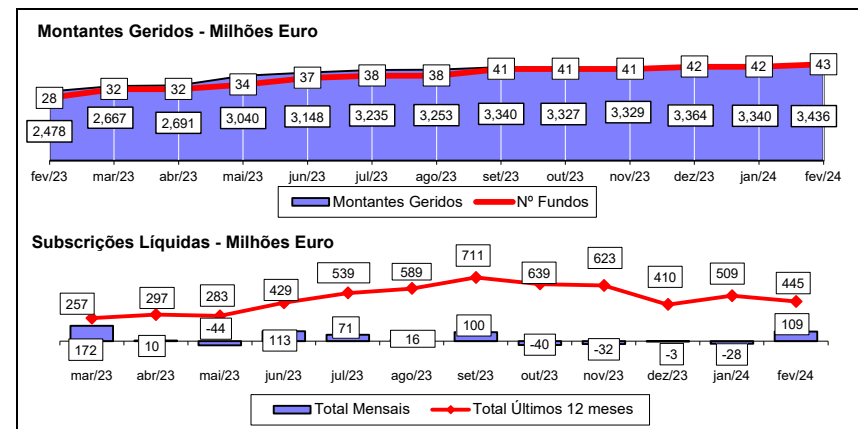 Montantes Geridos - Milhões Euro
28 32 32 34 37 38 38 41 41 41 42 42 43
2,478 2,667 2,691 3,040 3,148 3,235 3,253 3,340 3,327 3,329 3,364 3,340 3,436
fev/23 mar/23 abr/23 mai/23 jun/23 jul/23 ago/23 set/23 out/23 nov/23 dez/23 jan/24 fev/24
Montantes Geridos Nº Fundos
Subscrições Líquidas - Milhões Euro
257 297 283 429 539 589 711 639 623 410 509 445
172 10 -44 113 71 16 100 -40 -32 -3 -28 109
mar/23 abr/23 mai/23 jun/23 jul/23 ago/23 set/23 out/23 nov/23 dez/23 jan/24 fev/24
Total Mensais Total Últimos 12 meses